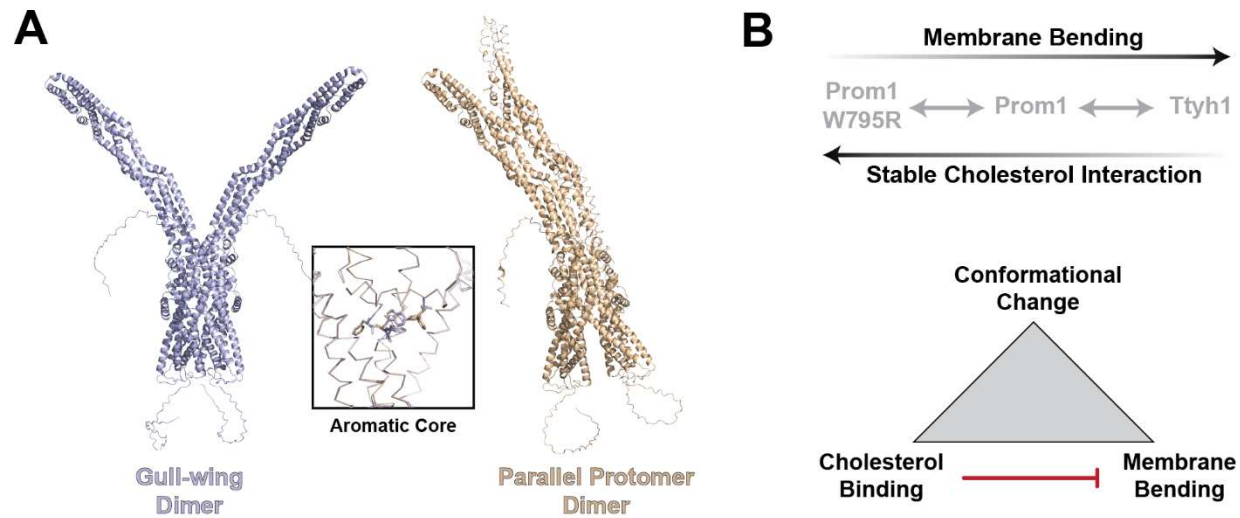 A
Gull-wing
Dimer
Aromatic Core
Parallel Protomer
Dimer
B
Membrane Bending
Prom1
W795R
Prom1
Ttyh1
Stable Cholesterol Interaction
Conformational
Change
Cholesterol
Binding
Membrane
Bending